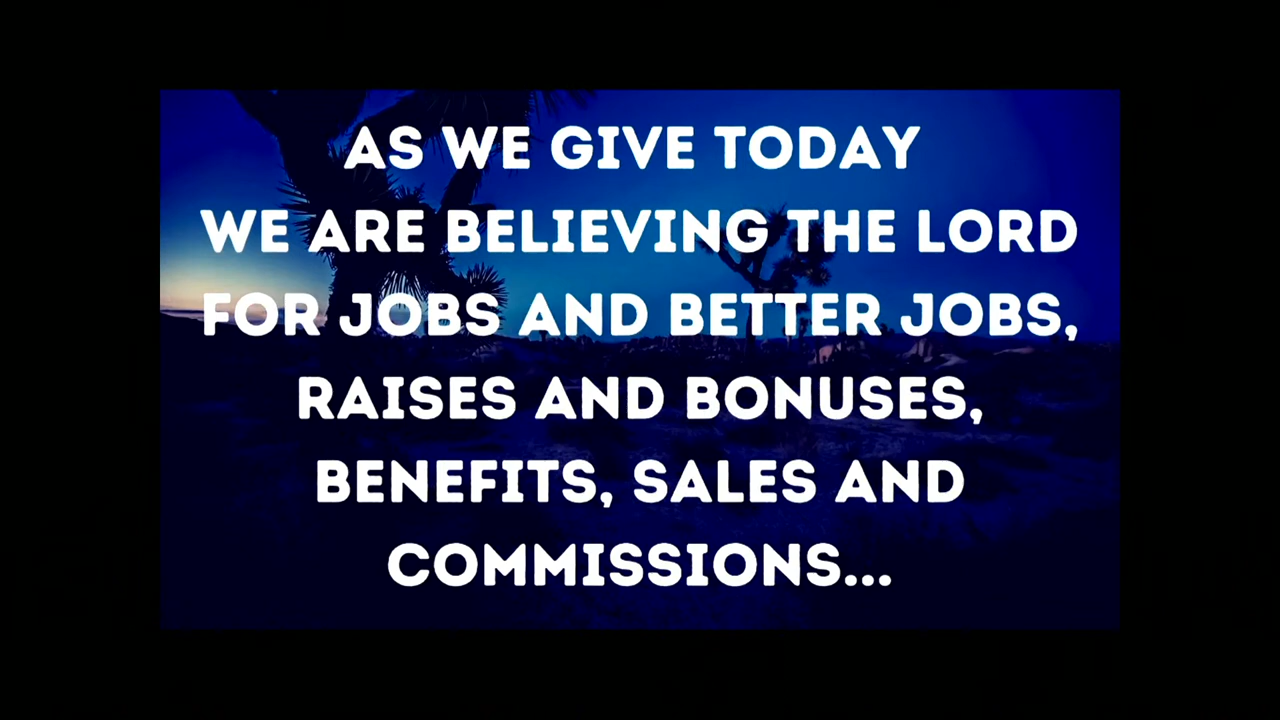 AS WE GIVE TODAY
WE ARE BELIEVING THE LORD
FOR JOBS AND BETTER JOBS,
RAISES AND BONUSES,
BENEFITS, SALES AND
COMMISSIONS...